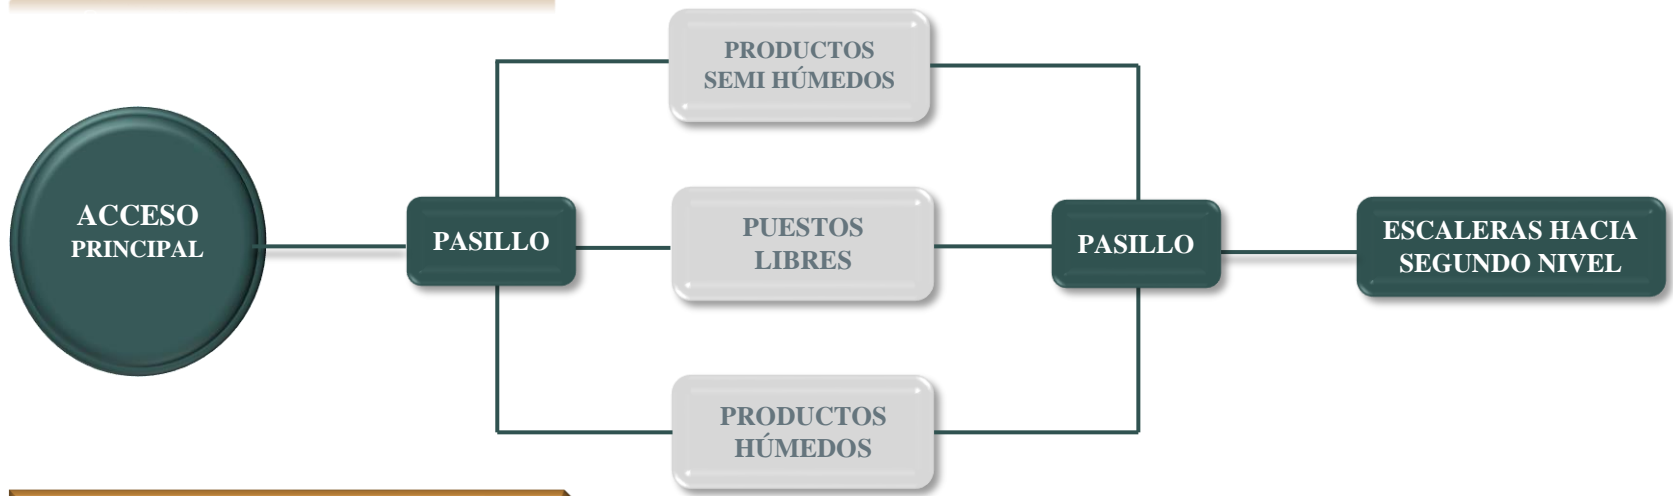 PRODUCTOS
SEMI HÚMEDOS
ACCESO
PRINCIPAL
PASILLO
PUESTOS
LIBRES
PASILLO
ESCALERAS HACIA
SEGUNDO NIVEL
PRODUCTOS
HÚMEDOS